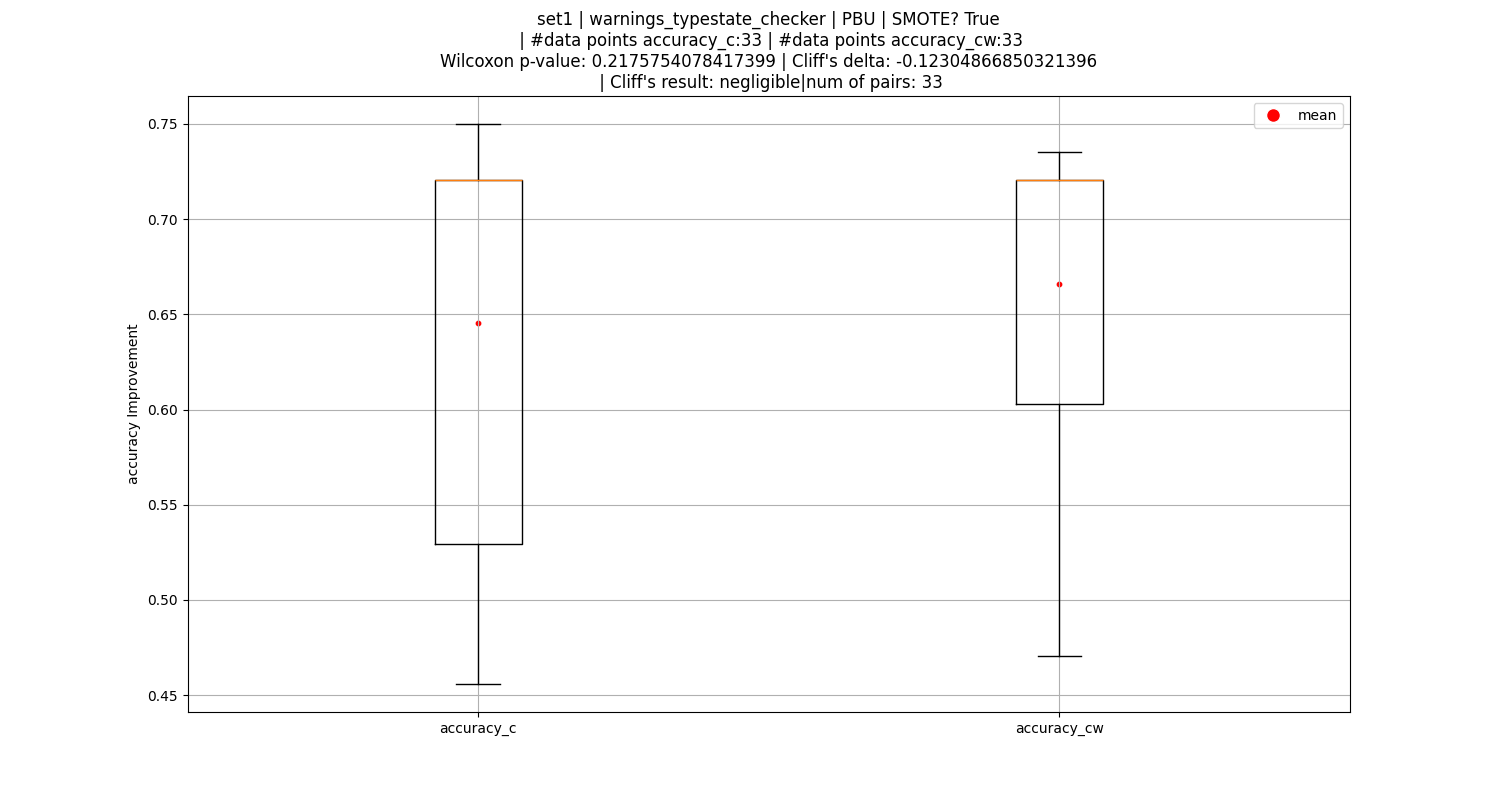 set1 | warnings_typestate_checker | PBU | SMOTE? True
| #data points accuracy_c:33 | #data points accuracy_cw:33
Wilcoxon p-value: 0.2175754078417399 | Cliff's delta: -0.12304866850321396
| Cliff's result: negligible|num of pairs: 33
mean
0.75
0.70
0.65
0.60
0.55
0.50
0.45
accuracy Improvement
accuracy_c
accuracy_cw